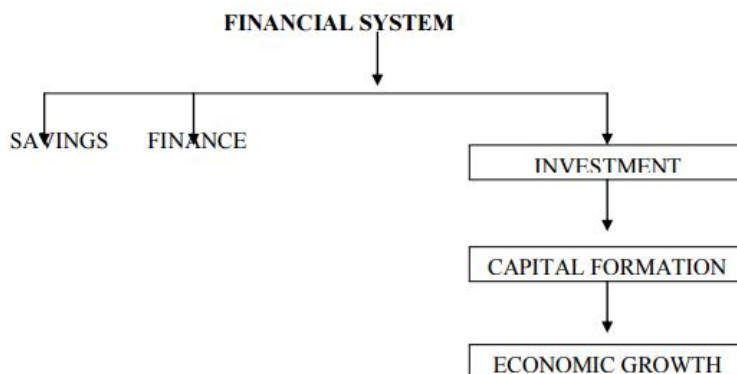 FINANCIAL SYSTEM
SAVINGS FINANCE
INVESTMENT
CAPITAL FORMATION
ECONOMIC GROWTH